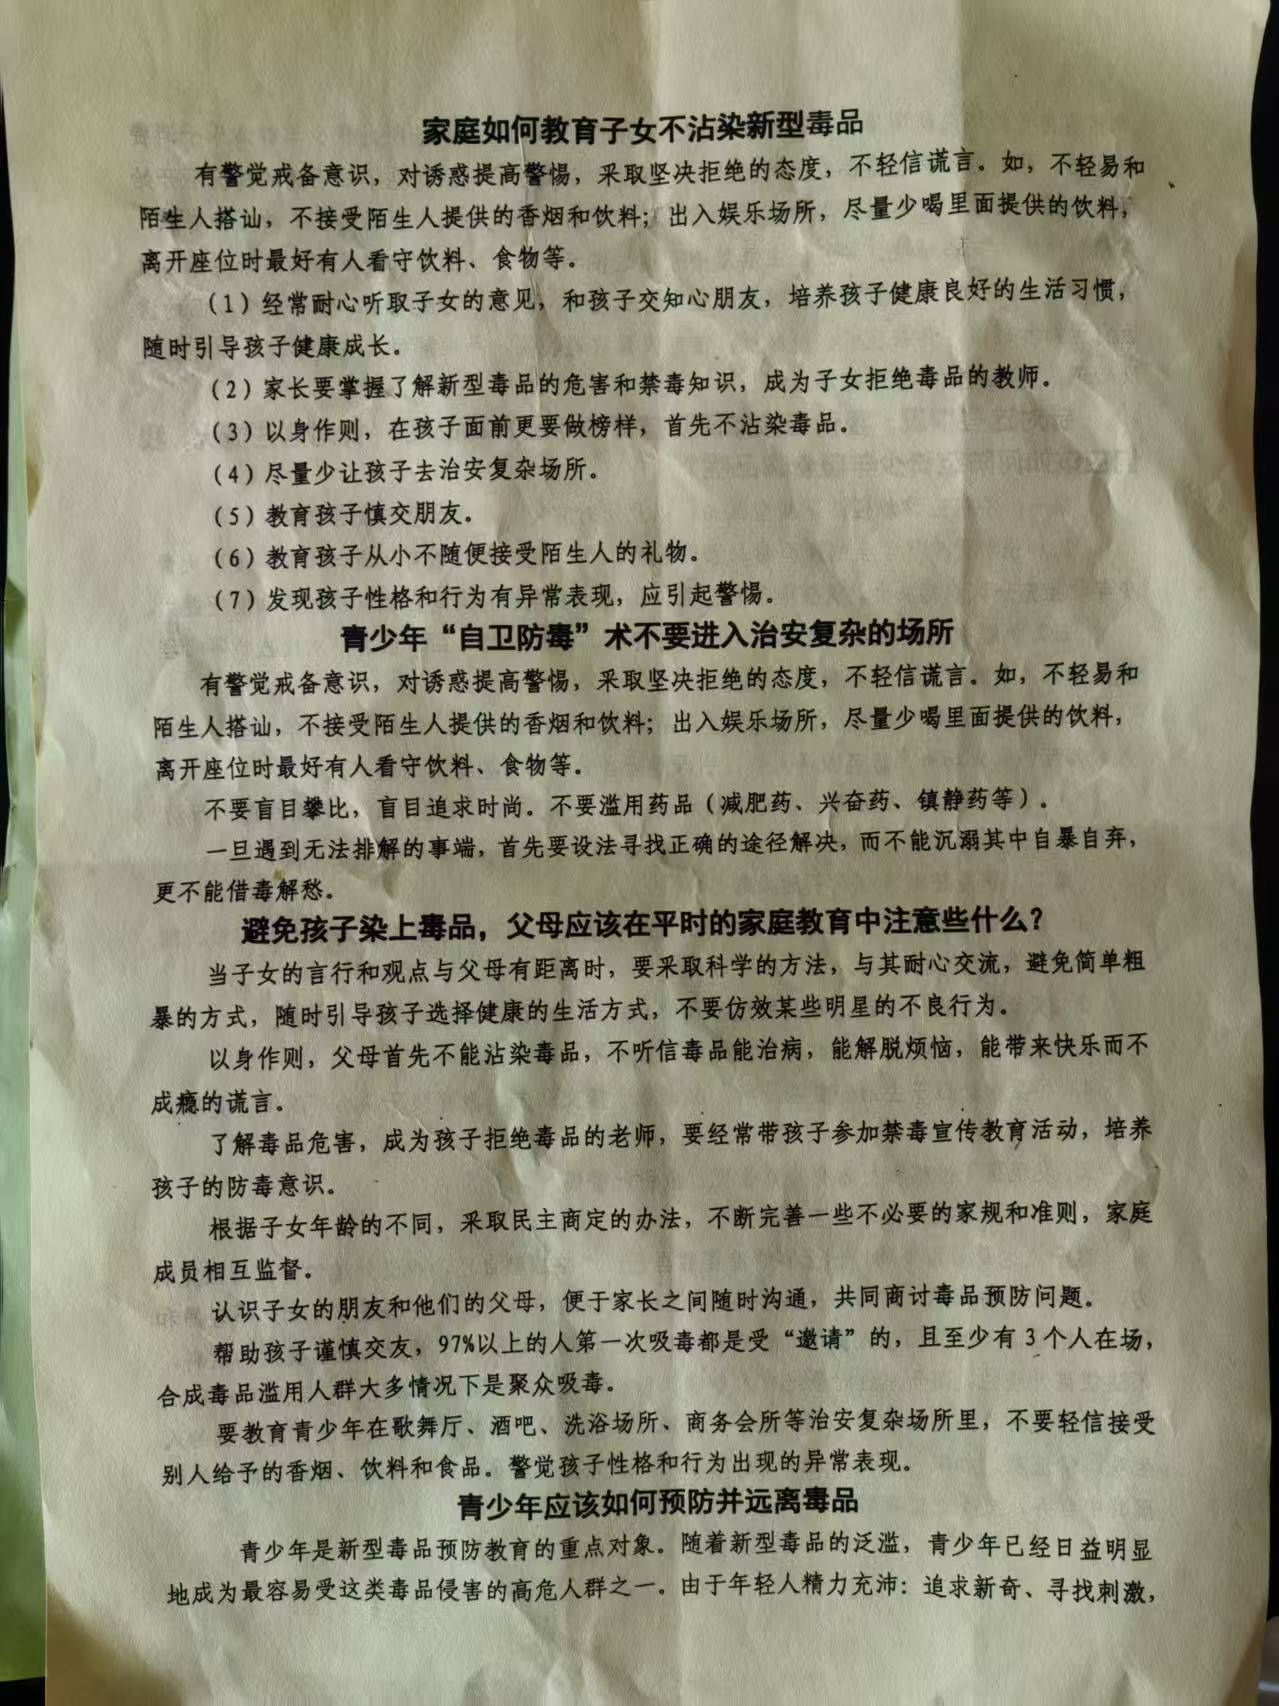 家庭如何教育子女不沾染新型毒品
有警觉戒备意识，对诱惑提高警惕，采取坚决拒绝的态度，不轻信谎言。如，不轻易和
陌生人搭讪，不接受陌生人提供的香烟和饮料；出入娱乐场所，尽量少喝里面提供的饮料，
离开座位时最好有人看守饮料、食物等。
（1）经常耐心听取子女的意见，和孩子交知心朋友，培养孩子健康良好的生活习惯，
随时引导孩子健康成长。
（2）家长要掌握了解新型毒品的危害和禁毒知识，成为子女拒绝毒品的教师。
（3）以身作则，在孩子面前更要做榜样，首先不沾染毒品。
（4）尽量少让孩子去治安复杂场所。
（5）教育孩子慎交朋友。
（6）教育孩子从小不随便接受陌生人的礼物。
（7）发现孩子性格和行为有异常表现，应引起警惕。
青少年“自卫防毒”术不要进入治安复杂的场所
有警觉戒备意识，对诱惑提高警惕，采取坚决拒绝的态度，不轻信谎言。如，不轻易和
陌生人搭讪，不接受陌生人提供的香烟和饮料；出入娱乐场所，尽量少喝里面提供的饮料，
离开座位时最好有人看守饮料、食物等。
不要盲目攀比，盲目追求时尚。不要滥用药品（减肥药、兴奋药、镇静药等）。
一旦遇到无法排解的事端，首先要设法寻找正确的途径解决，而不能沉溺其中自暴自弃，
更不能借毒解愁。
避免孩子染上毒品，父母应该在平时的家庭教育中注意些什么？
当子女的言行和观点与父母有距离时，要采取科学的方法，与其耐心交流，避免简单粗
暴的方式，随时引导孩子选择健康的生活方式，不要仿效某些明星的不良行为。
以身作则，父母首先不能沾染毒品，不听信毒品能治病，能解脱烦恼，能带来快乐而不
成瘾的谎言。
了解毒品危害，成为孩子拒绝毒品的老师，要经常带孩子参加禁毒宣传教育活动，培养
孩子的防毒意识。
根据子女年龄的不同，采取民主商定的办法，不断完善一些不必要的家规和准则，家庭
成员相互监督。
认识子女的朋友和他们的父母，便于家长之间随时沟通，共同商讨毒品预防问题。
帮助孩子谨慎交友，97%以上的人第一次吸毒都是受“邀请”的，且至少有 3 个人在场，
合成毒品滥用人群大多情况下是聚众吸毒。
要教育青少年在歌舞厅、酒吧、洗浴场所、商务会所等治安复杂场所里，不要轻信接受
别人给予的香烟、饮料和食品。警觉孩子性格和行为出现的异常表现。
青少年应该如何预防并远离毒品
青少年是新型毒品预防教育的重点对象。随着新型毒品的泛滥，青少年已经日益明显
地成为最容易受这类毒品侵害的高危人群之一。由于年轻人精力充沛：追求新奇、寻找刺激，